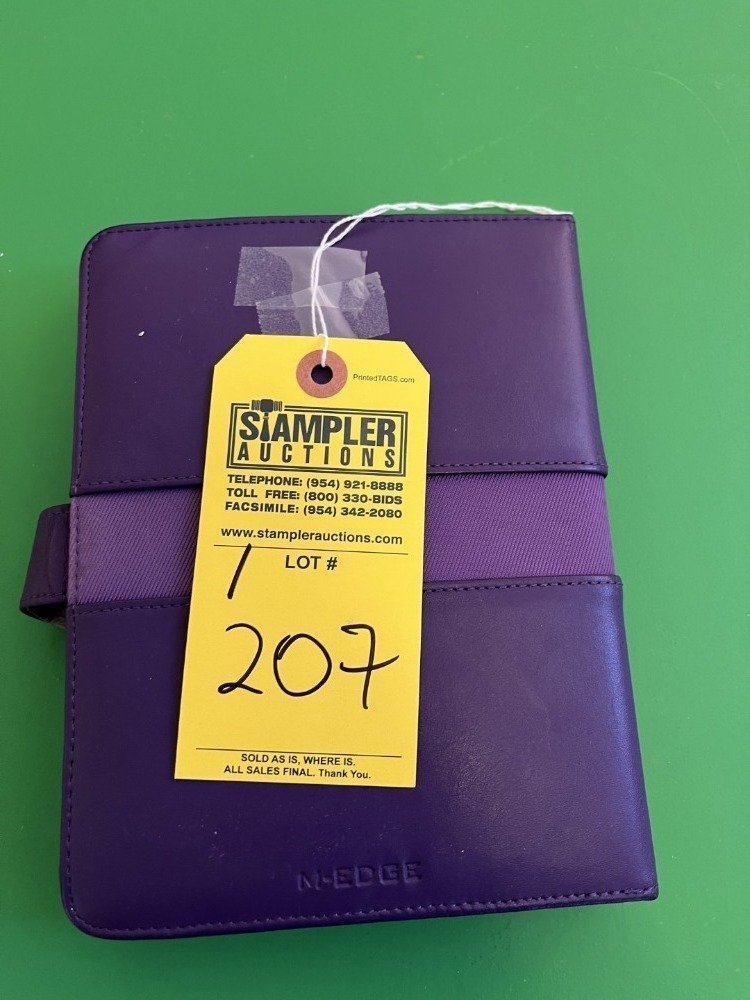 PrintedTAGS.com
STAMPLER
AUCTIONS
TELEPHONE: (954) 921-8888
TOLL FREE: (800) 330-BIDS
FACSIMILE: (954) 342-2080
www.stamplerauctions.com
LOT #
1
207
SOLD AS IS, WHERE IS.
ALL SALES FINAL. Thank You.
M-EDGE